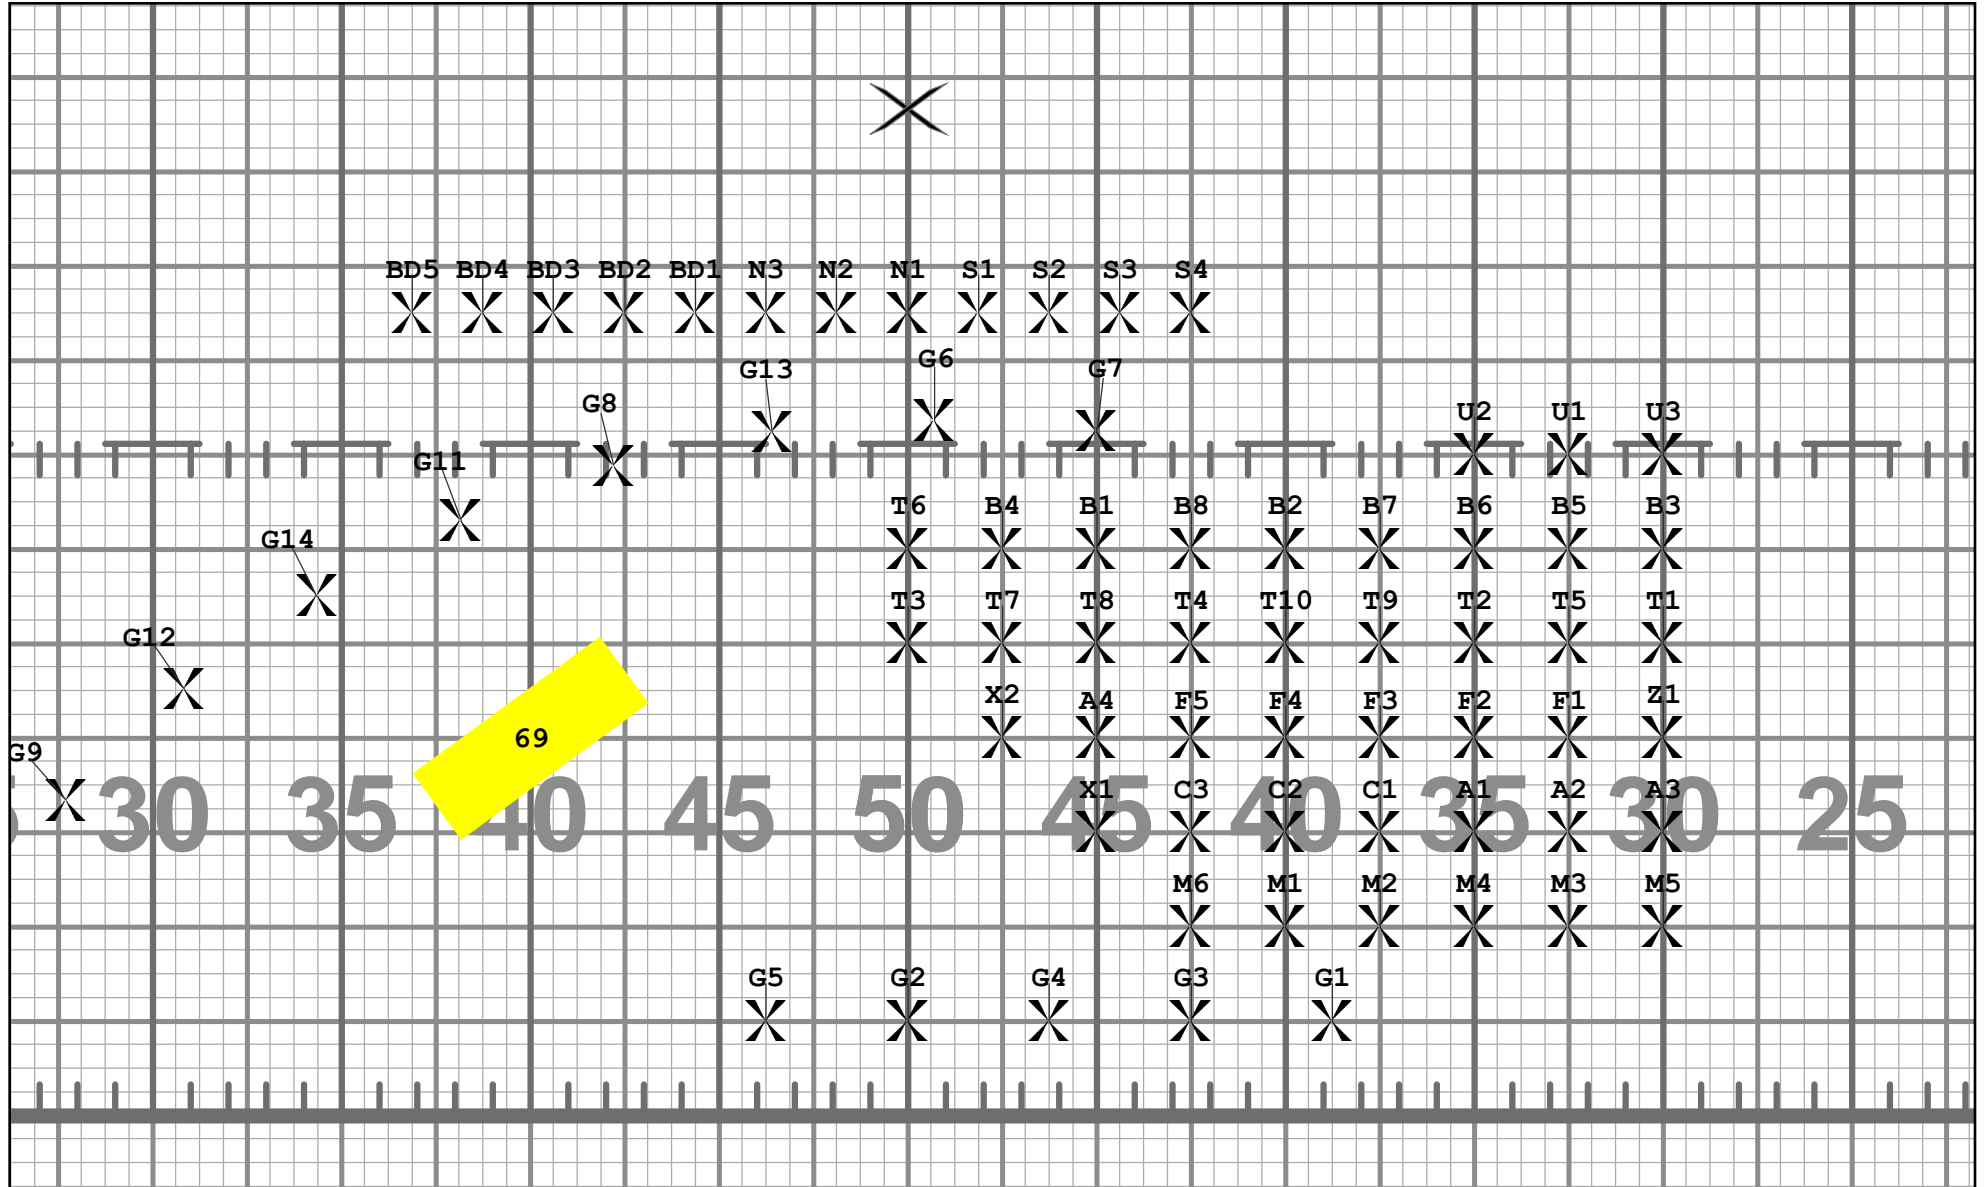 BD5 BD4 BD3 BD2 BD1 N3 N2 N1 S1 S2 S3 S4
G6
G13 G7
G8 U2 U1 U3
G11
T6 B4 B1 B8 B2 B7 B6 B5 B3
G14
T3 T7 T8 T4 T10 T9 T2 T5 T1
G12
X2 A4 F5 F4 F3 F2 F1 Z1
69
G9
X1 C3 C2 C1 A1 A2 A3
30 35 40 45 50 45 40 35 30 25
M6 M1 M2 M4 M3 M5
G5 G2 G4 G3 G1